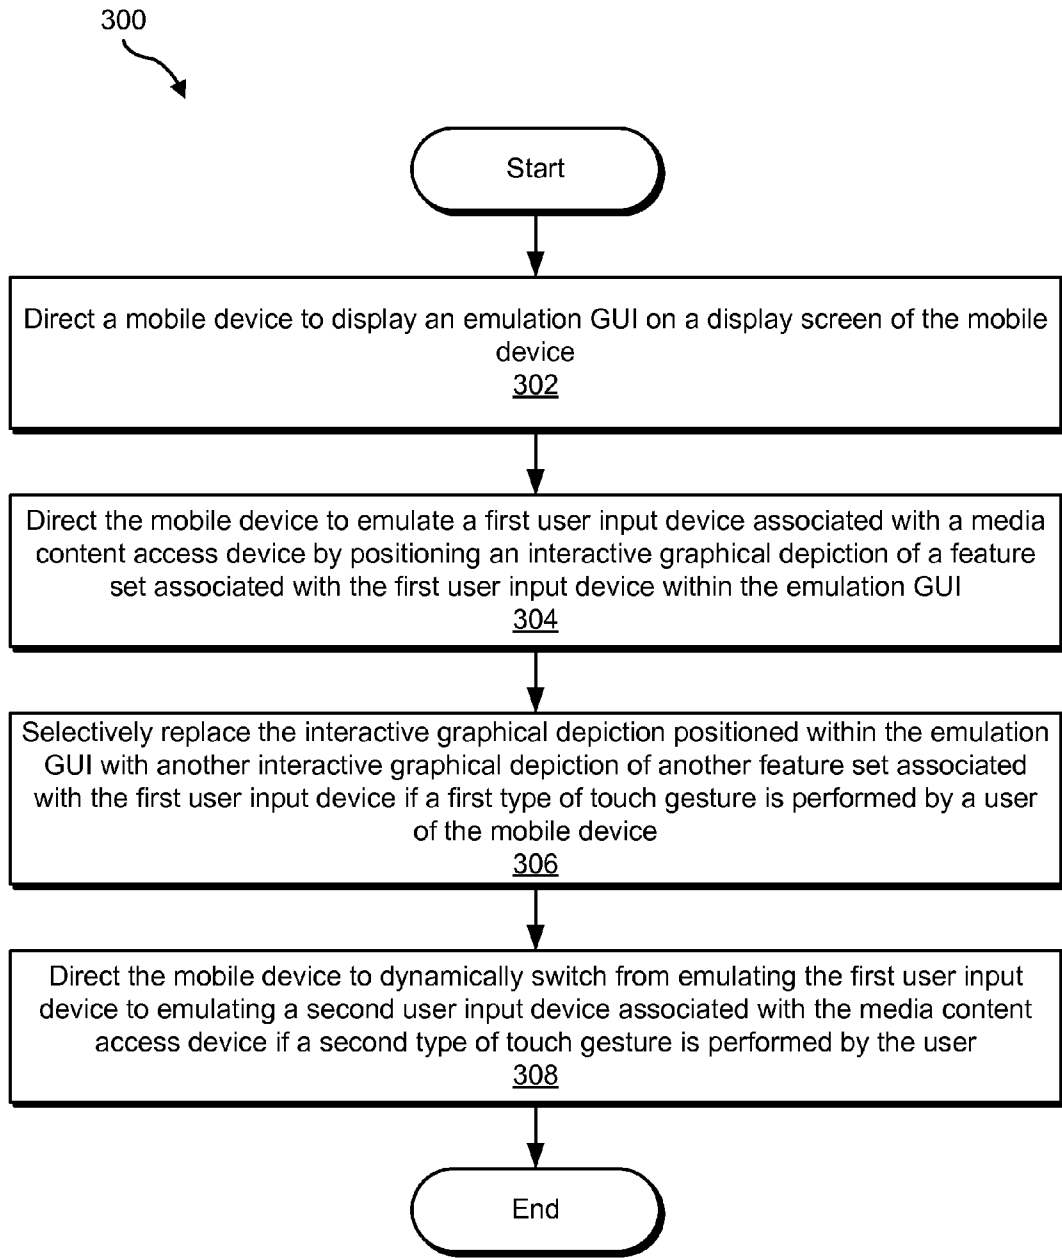 300
Start
Direct a mobile device to display an emulation GUI on a display screen of the mobile
device
302
Direct the mobile device to emulate a first user input device associated with a media
content access device by positioning an interactive graphical depiction of a feature
set associated with the first user input device within the emulation GUI
304
Selectively replace the interactive graphical depiction positioned within the emulation
GUI with another interactive graphical depiction of another feature set associated
with the first user input device if a first type of touch gesture is performed by a user
of the mobile device
306
Direct the mobile device to dynamically switch from emulating the first user input
device to emulating a second user input device associated with the media content
access device if a second type of touch gesture is performed by the user
308
End